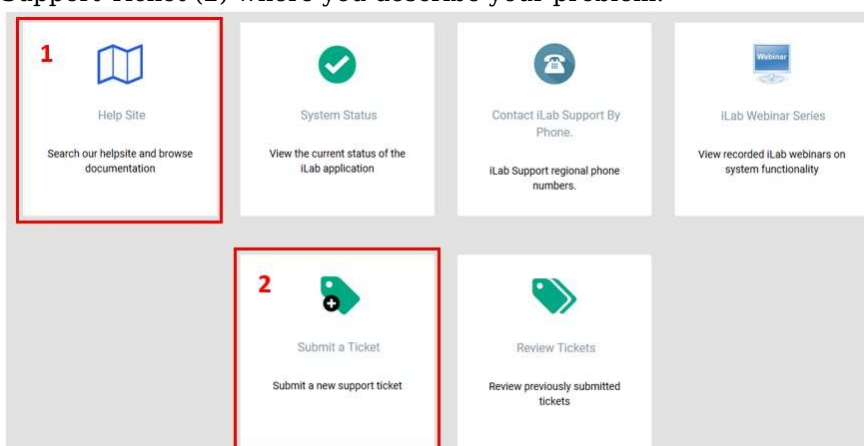 Support Ticket (2) where you describe your problem.
1
Help Site
Search our helpsite and browse
documentation
System Status
View the current status of the
iLab application
Contact iLab Support By
Phone.
iLab Support regional phone
numbers.
Webinar
iLab Webinar Series
View recorded iLab webinars on
system functionality
2
Submit a Ticket
Submit a new support ticket
Review Tickets
Review previously submitted
tickets